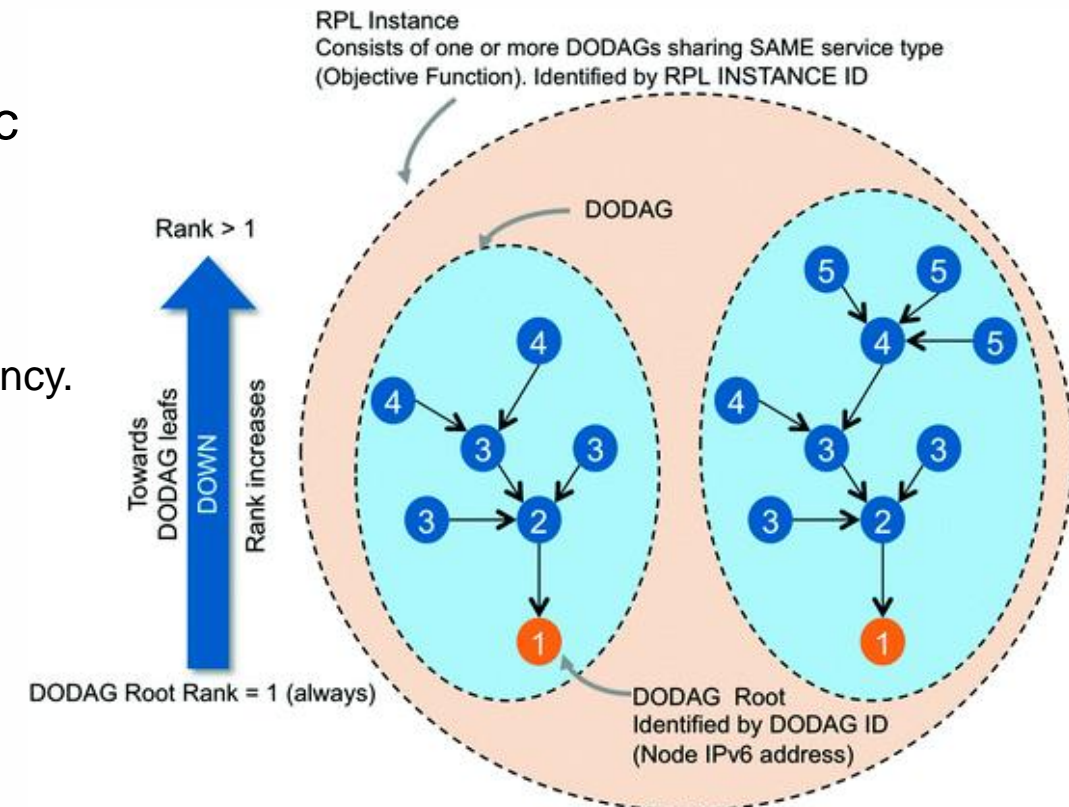 RPL Instance
Consists of one or more DODAGs sharing SAME service type
(Objective Function). Identified by RPL INSTANCE ID
c
DODAG
Rank > 1
ncy.
Towards
DODAG leafs
DOWN
Rank increases
DODAG Root Rank = 1 (always)
4
4
3
3
3
2
1
5
5
4
5
4
3
3
3
2
1
DODAG Root
Identified by DODAG ID
(Node IPv6 address)